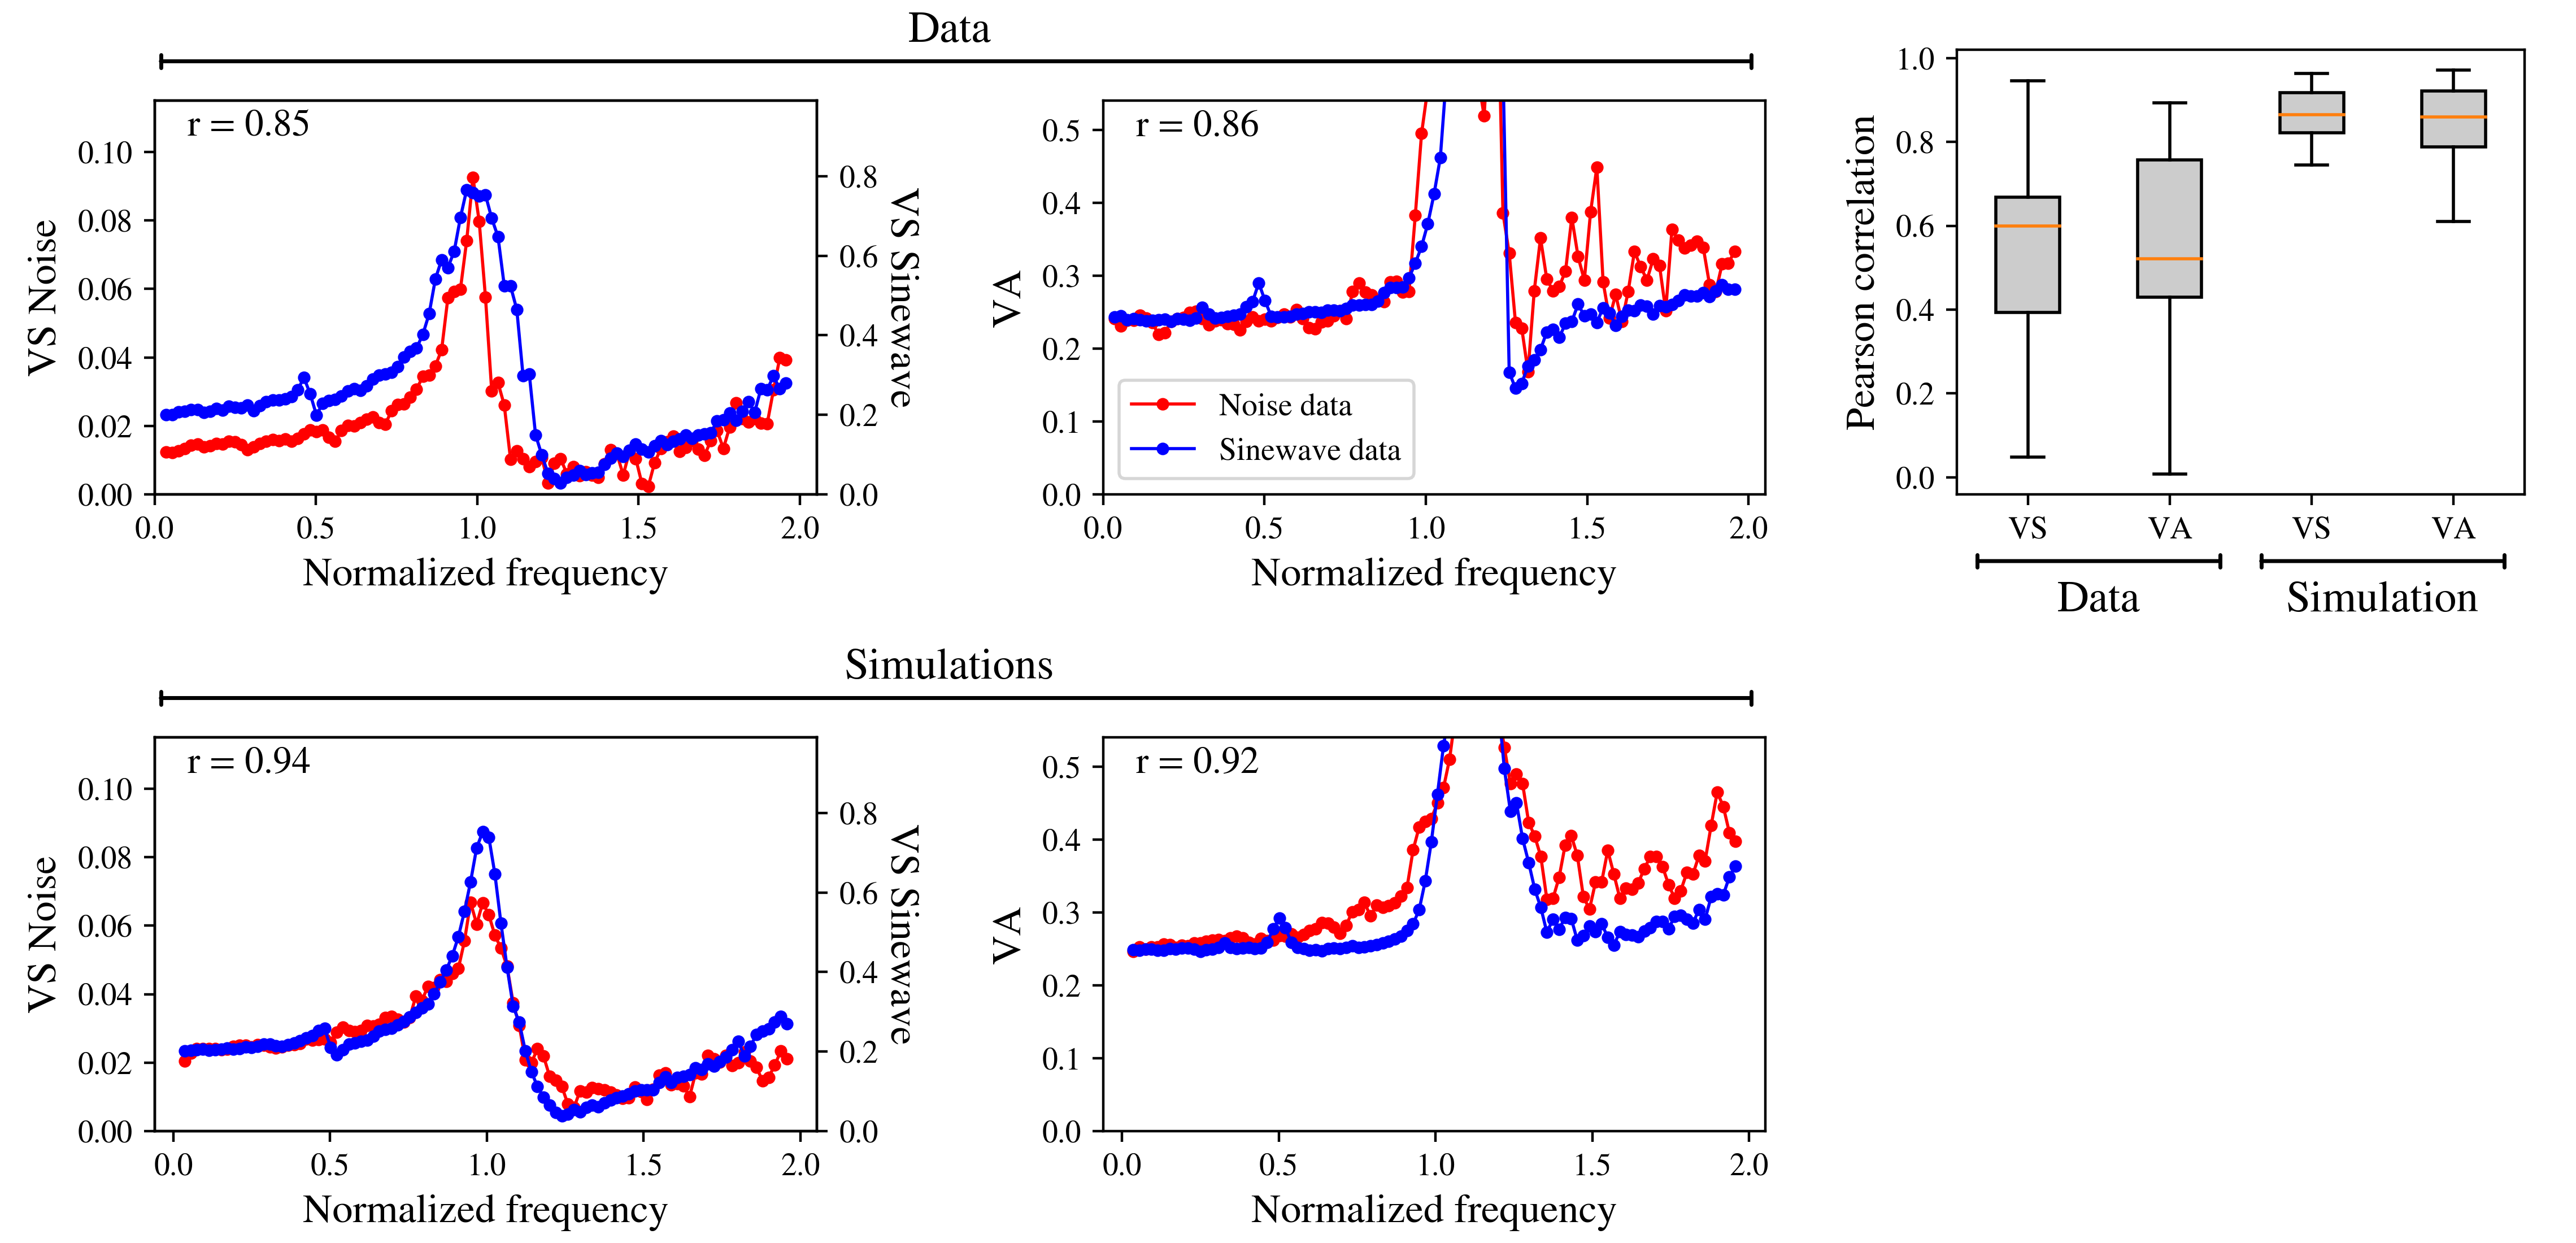 Data
r = 0.85
0.10
0.08
0.06
0.04
0.02
0.00
VS Noise
0.8
0.6
0.4
0.2
0.0
VS Sinewave
0.0 0.5 1.0 1.5 2.0
Normalized frequency
r = 0.86
0.5
0.4
0.3
0.2
0.1
0.0
VA
Noise data
Sinewave data
0.0 0.5 1.0 1.5 2.0
Normalized frequency
1.0
0.8
0.6
0.4
0.2
0.0
Pearson correlation
VS VA VS VA
Data Simulation
Simulations
r = 0.94
0.10
0.08
0.06
0.04
0.02
0.00
VS Noise
0.8
0.6
0.4
0.2
0.0
VS Sinewave
0.0 0.5 1.0 1.5 2.0
Normalized frequency
r = 0.92
0.5
0.4
0.3
0.2
0.1
0.0
VA
0.0 0.5 1.0 1.5 2.0
Normalized frequency